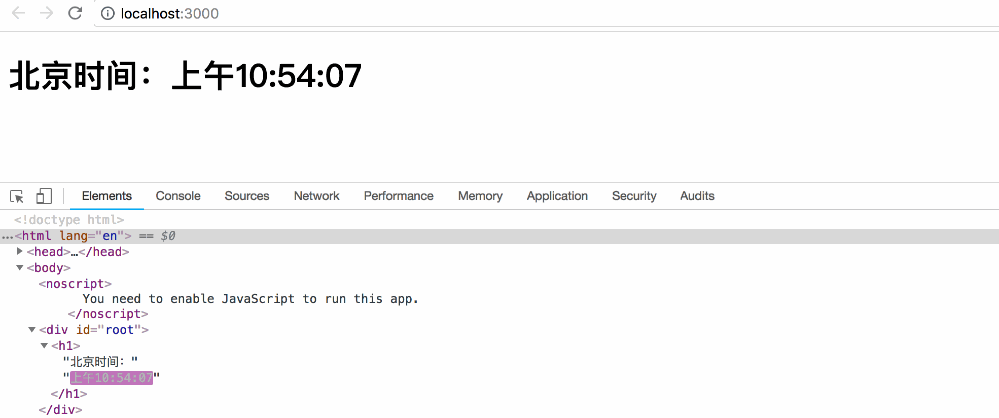 localhost:3000
北京时间：上午10:54:07
Elements Console Sources Network Performance Memory Application Security Audits
<!doctype html>
...<html lang="en"> == $0
<head>…</head>
<body>
<noscript>
You need to enable JavaScript to run this app.
</noscript>
<div id="root">
<h1>
"北京时间："
"上午10:54:07"
</h1>
</div>